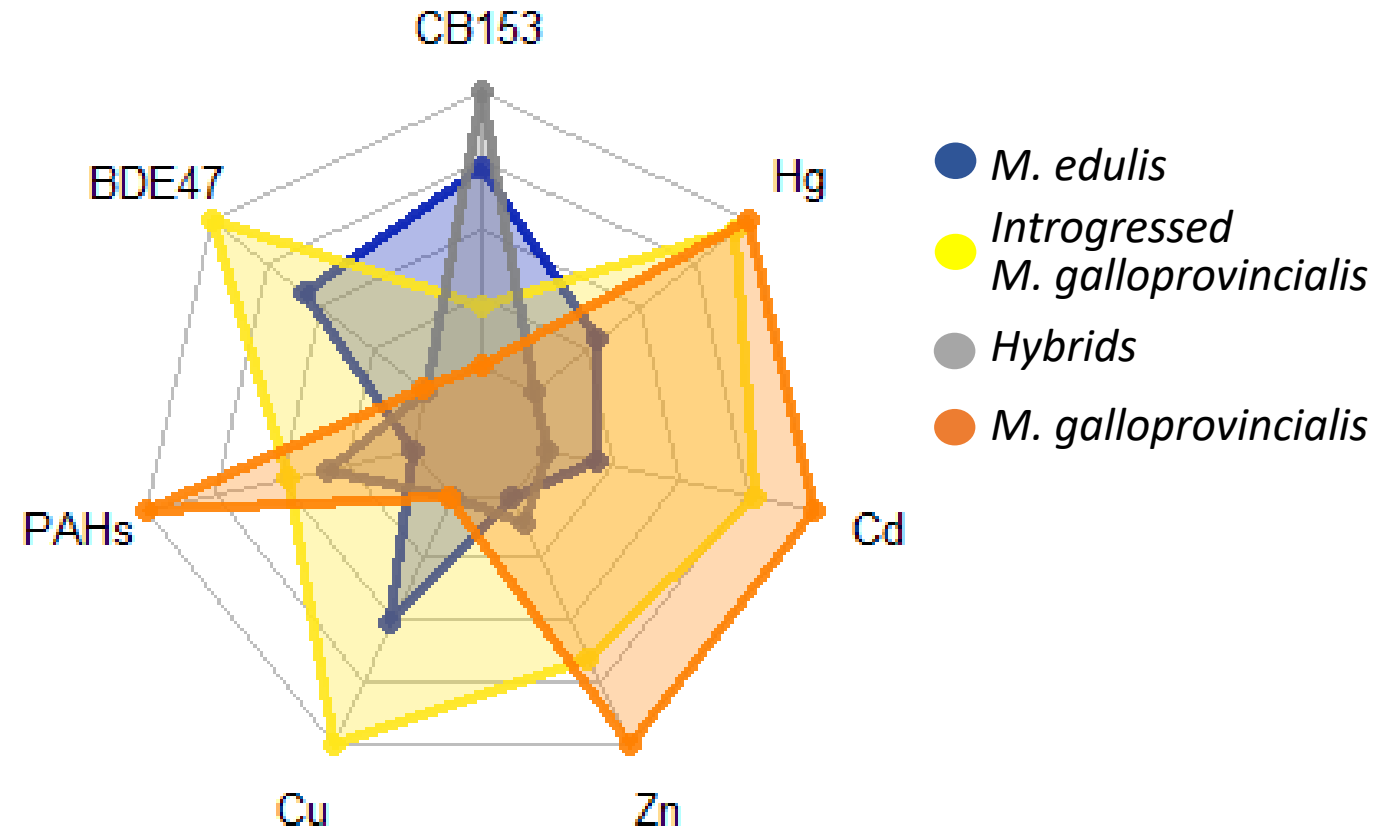 CB153
BDE47
Hg
PAHs
Cd
Cu
Zn
M. edulis
Introgressed
M. galloprovincialis
Hybrids
M. galloprovincialis